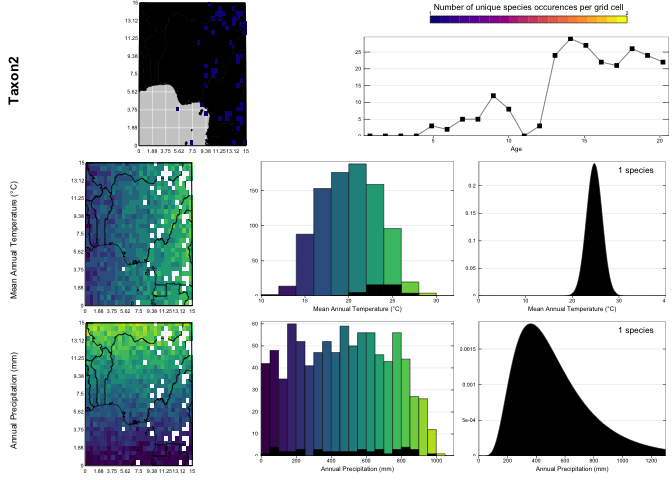 Taxon2
15
13.12
11.25
9.38
7.5
5.62
3.75
1.88
0
0 1.88 3.75 5.62 7.5 9.38 11.25 13.12 15
Number of unique species occurences per grid cell
1 2
25
20
15
10
5
0
5 10 15 20
Age
Mean Annual Temperature (°C)
15
13.12
11.25
9.38
7.5
5.62
3.75
1.88
0
0 1.88 3.75 5.62 7.5 9.38 11.25 13.12 15
150
100
50
0
10 15 20 25 30
Mean Annual Temperature (°C)
1 species
0.2
0.15
0.1
0.05
0
0 10 20 30 4
Mean Annual Temperature (°C)
Annual Precipitation (mm)
15
13.12
11.25
9.38
7.5
5.62
3.75
1.88
0
0 1.88 3.75 5.62 7.5 9.38 11.25 13.12 15
60
50
40
30
20
10
0
0 200 400 600 800 1000
Annual Precipitation (mm)
1 species
0.0015
0.001
5e-04
0
0 200 400 600 800 1000 1200
Annual Precipitation (mm)